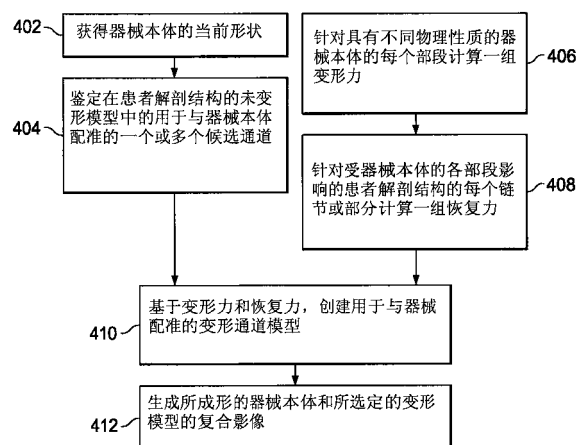 402
获得器械本体的当前形状
404
鉴定在患者解剖结构的未变
形模型中的用于与器械本体
配准的一个或多个候选通道
针对具有不同物理性质的器
械本体的每个部段计算一组
变形力
406
针对受器械本体的各部段影
响的患者解剖结构的每个链
节或部分计算一组恢复力
408
基于变形力和恢复力，创建用于与器械
配准的变形通道模型
410
生成所成形的器械本体和所选定的变形
模型的复合影像
412